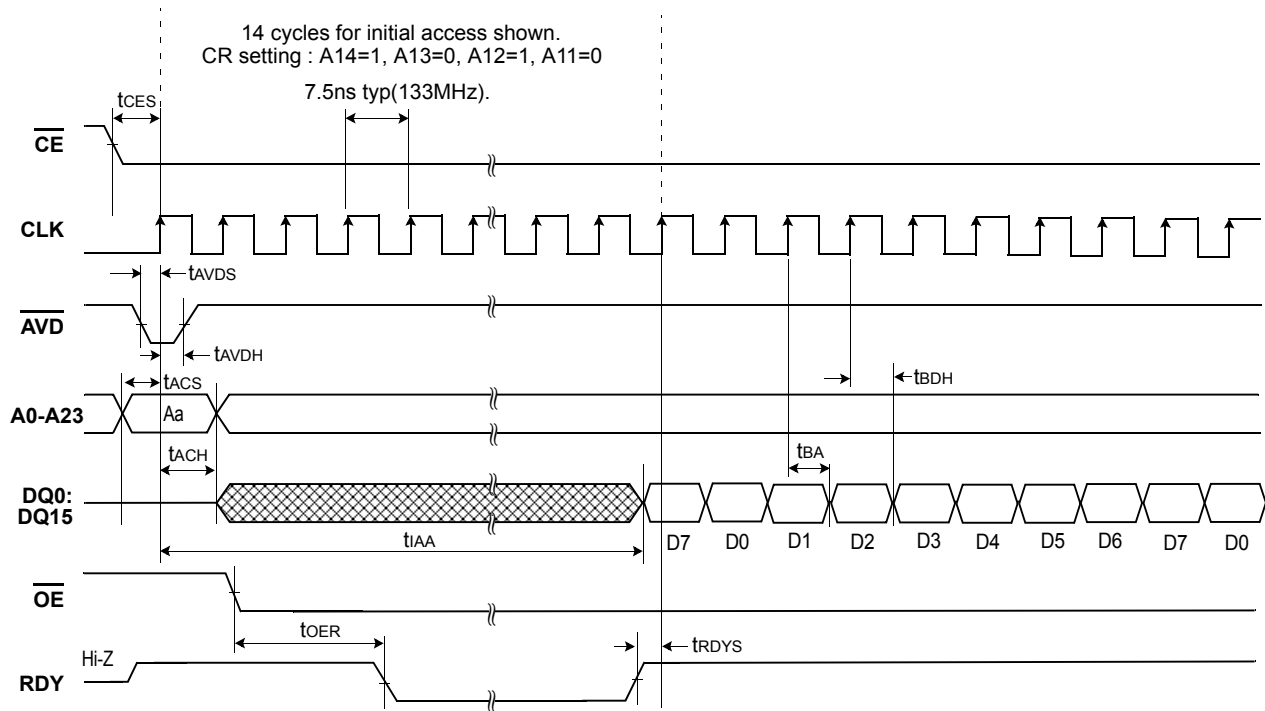 14 cycles for initial access shown.
CR setting : A14=1, A13=0, A12=1, A11=0
7.5ns typ(133MHz).
tCES
CE
CLK
tAVDS
AVD
tAVDH
tBDH
tACS
A0-A23
Aa
tACH
tBA
DQ0:
DQ15
tIAA
D7 D0 D1 D2 D3 D4 D5 D6 D7 D0
OE
tOER
tRDYS
Hi-Z
RDY